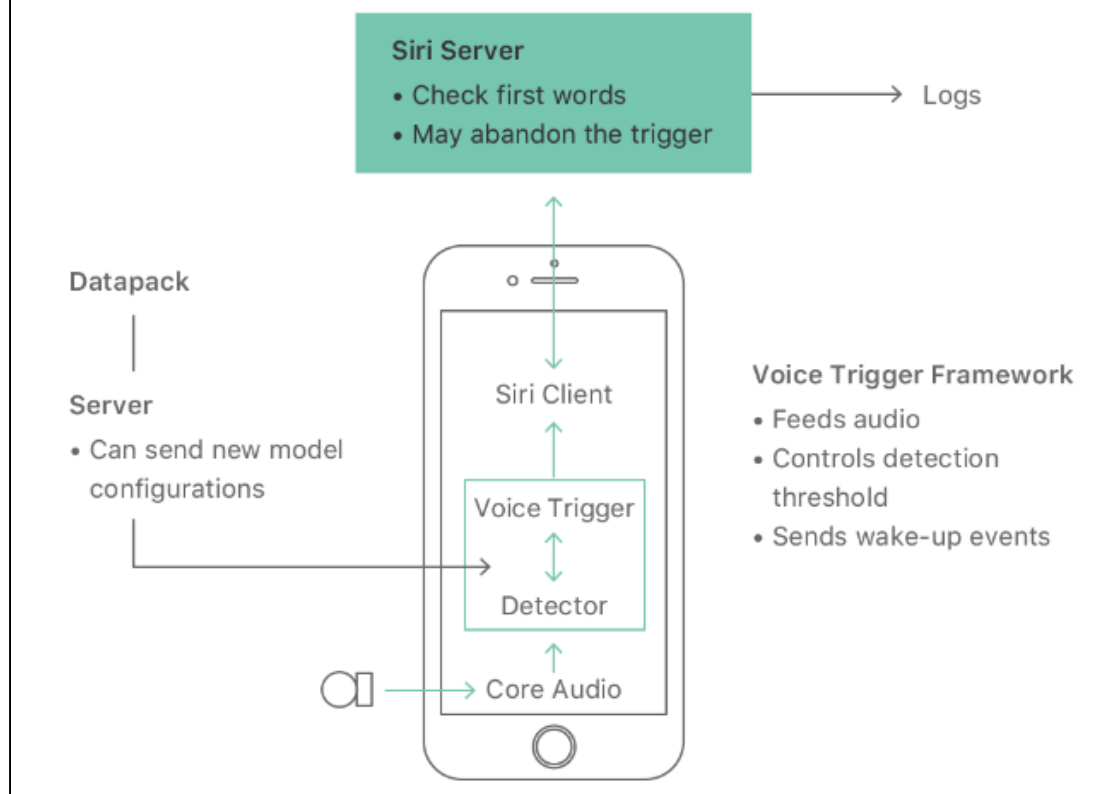 Siri Server
• Check first words
• May abandon the trigger
Logs
Datapack
Server
• Can send new model
configurations
Siri Client
Voice Trigger
Detector
Core Audio
Voice Trigger Framework
• Feeds audio
• Controls detection
threshold
• Sends wake-up events